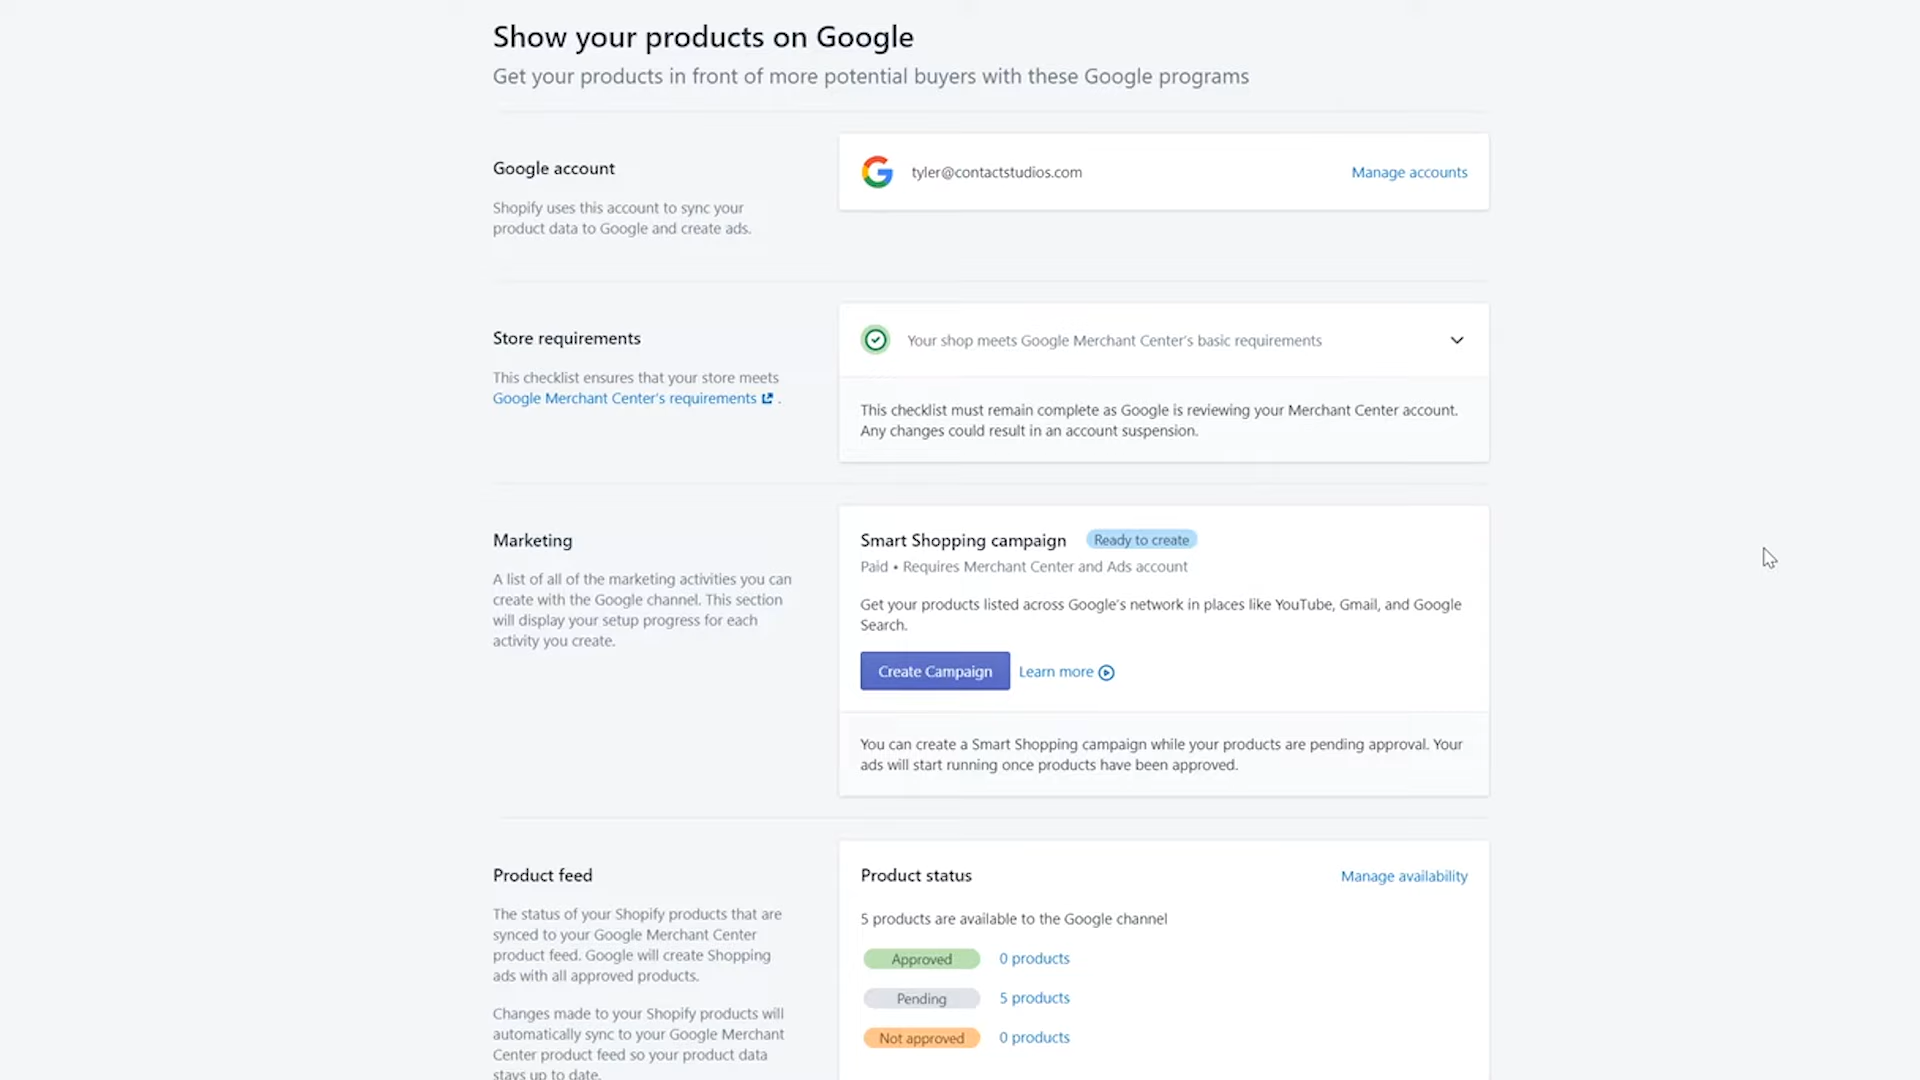 Show your products on Google
Get your products in front of more potential buyers with these Google programs
Google account
Shopify uses this account to sync your
product data to Google and create ads.
tyler@contactstudios.com
Manage accounts
Store requirements
This checklist ensures that your store meets
Google Merchant Center's requirements .
Your shop meets Google Merchant Center's basic requirements
This checklist must remain complete as Google is reviewing your Merchant Center account.
Any changes could result in an account suspension.
Marketing
A list of all of the marketing activities you can
create with the Google channel. This section
will display your setup progress for each
activity you create.
Smart Shopping campaign Ready to create
Paid • Requires Merchant Center and Ads account
Get your products listed across Google's network in places like YouTube, Gmail, and Google
Search.
Create Campaign Learn more
You can create a Smart Shopping campaign while your products are pending approval. Your
ads will start running once products have been approved.
Product feed
The status of your Shopify products that are
synced to your Google Merchant Center
product feed. Google will create Shopping
ads with all approved products.
Changes made to your Shopify products will
automatically sync to your Google Merchant
Center product feed so your product data
stays up to date.
Product status
Manage availability
5 products are available to the Google channel
Approved 0 products
Pending 5 products
Not approved 0 products